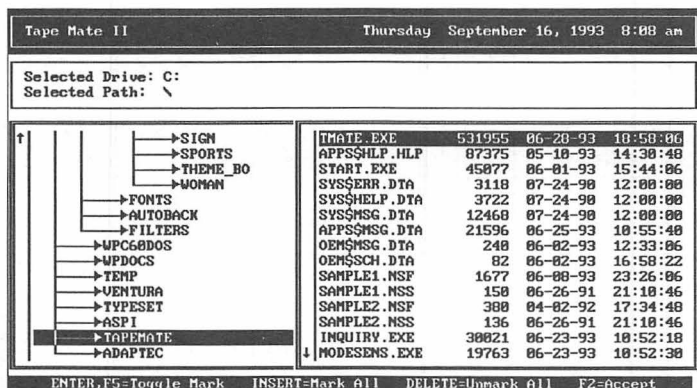 Tape Mate II Thursday September 16, 1993 8:08 am
Selected Drive: C:
Selected Path: \
SIGN
SPORTS
THEME_BO
WOMAN
FONTS
AUTOBACK
FILTERS
WPC60DOS
WPDOCS
TEMP
VENTURA
TYPESET
ASPI
TAPEMATE
ADAPTEC
TMATE.EXE 531955 06-28-93 18:58:06
APPS$HLP.HLP 87375 05-10-93 14:30:48
START.EXE 45077 06-01-93 15:44:06
SYS$ERR.DTA 3118 07-24-90 12:00:00
SYS$HELP.DTA 3722 07-24-90 12:00:00
SYS$MSG.DTA 12460 07-24-90 12:00:00
APPS$MSG.DTA 21596 06-25-93 10:55:40
OEM$MSG.DTA 240 06-02-93 12:33:06
OEM$SCH.DTA 82 06-02-93 16:58:22
SAMPLE1.NSF 1677 06-08-93 23:26:06
SAMPLE1.NSS 150 06-26-91 21:10:46
SAMPLE2.NSF 380 04-02-92 17:34:48
SAMPLE2.NSS 136 06-26-91 21:10:46
INQUIRY.EXE 30021 06-23-93 10:52:18
MODESENS.EXE 19763 06-23-93 10:52:30
ENTER,F5=Toggle Mark INSERT=Mark All DELETE=Unmark All F2=Accept